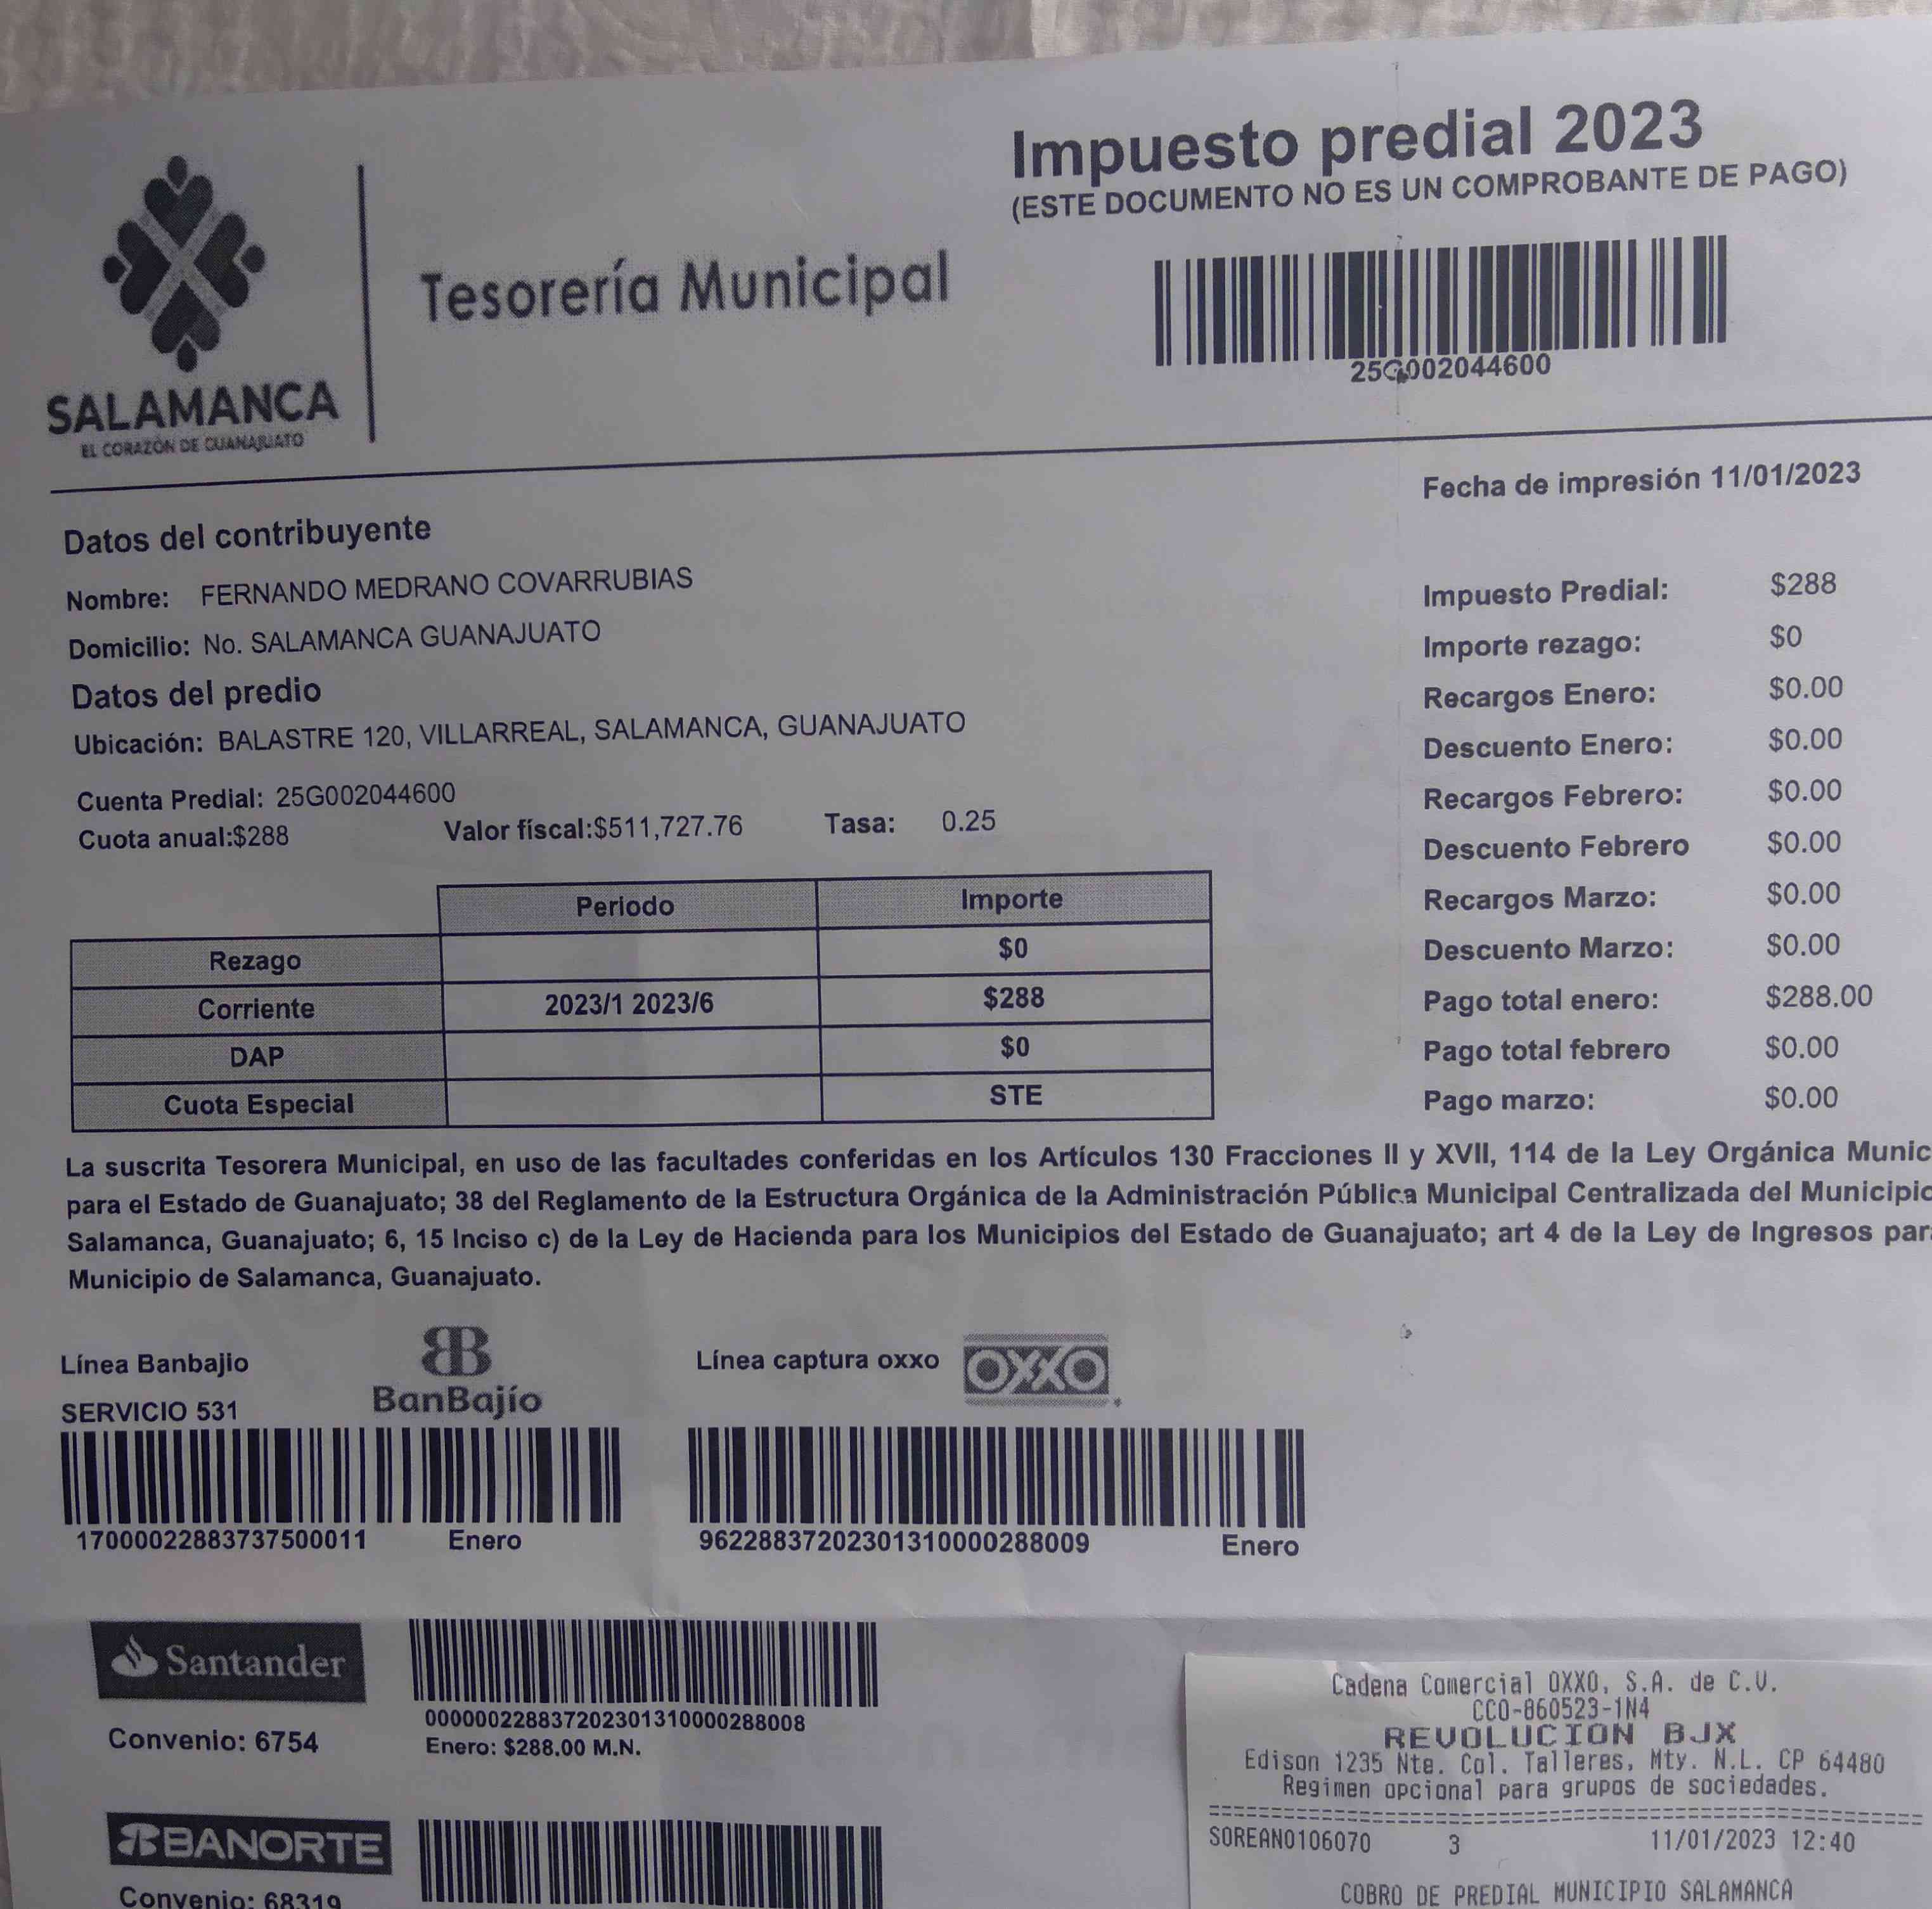 Impuesto predial 2023
(ESTE DOCUMENTO NO ES UN COMPROBANTE DE PAGO)
Tesorería Municipal
25G002044600
SALAMANCA
EL CORAZÓN DE GUANAJUATO
Fecha de impresión 11/01/2023
Datos del contribuyente
Nombre: FERNANDO MEDRANO COVARRUBIAS
Domicilio: No. SALAMANCA GUANAJUATO
Datos del predio
Ubicación: BALASTRE 120, VILLARREAL, SALAMANCA, GUANAJUATO
Cuenta Predial: 25G002044600
Cuota anual:$288 Valor fiscal:$511,727.76 Tasa: 0.25
Impuesto Predial: $288
Importe rezago: $0
Recargos Enero: $0.00
Descuento Enero: $0.00
Recargos Febrero: $0.00
Descuento Febrero $0.00
Recargos Marzo: $0.00
Descuento Marzo: $0.00
Pago total enero: $288.00
Pago total febrero $0.00
Pago marzo: $0.00
Periodo Importe
Rezago $0
Corriente 2023/1 2023/6 $288
DAP $0
Cuota Especial STE
La suscrita Tesorera Municipal, en uso de las facultades conferidas en los Artículos 130 Fracciones II y XVII, 114 de la Ley Orgánica Munic
para el Estado de Guanajuato; 38 del Reglamento de la Estructura Orgánica de la Administración Pública Municipal Centralizada del Municipio
Salamanca, Guanajuato; 6, 15 Inciso c) de la Ley de Hacienda para los Municipios del Estado de Guanajuato; art 4 de la Ley de Ingresos par
Municipio de Salamanca, Guanajuato.
Línea Banbajio
BanBajío
SERVICIO 531
17000022883737500011 Enero
Línea captura oxxo OXXO
96228837202301310000288009 Enero
Santander
Convenio: 6754
000000228837202301310000288008
Enero: $288.00 M.N.
BANORTE
Convenio: 68319
Cadena Comercial OXXO, S.A. de C.V.
CCO-860523-1N4
REVOLUCION BJX
Edison 1235 Nte. Col. Talleres, Mty. N.L. CP 64480
Regimen opcional para grupos de sociedades.
SOREANO106070 3 11/01/2023 12:40
COBRO DE PREDIAL MUNICIPIO SALAMANCA